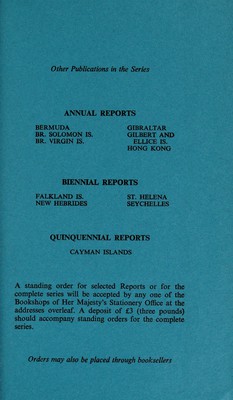 Other Publications in the Series
ANNUAL REPORTS
BERMUDA
BR. SOLOMON IS.
BR. VIRGIN IS.
GIBRALTAR
GILBERT AND
ELLICE IS.
HONG KONG
BIENNIAL REPORTS
FALKLAND IS.
NEW HEBRIDES
ST. HELENA
SEYCHELLES
QUINQUENNIAL REPORTS
CAYMAN ISLANDS
A standing order for selected Reports or for the
complete series will be accepted by any one of the
Bookshops of Her Majesty's Stationery Office at the
addresses overleaf. A deposit of £3 (three pounds)
should accompany standing orders for the complete
series.
Orders may also be placed through booksellers